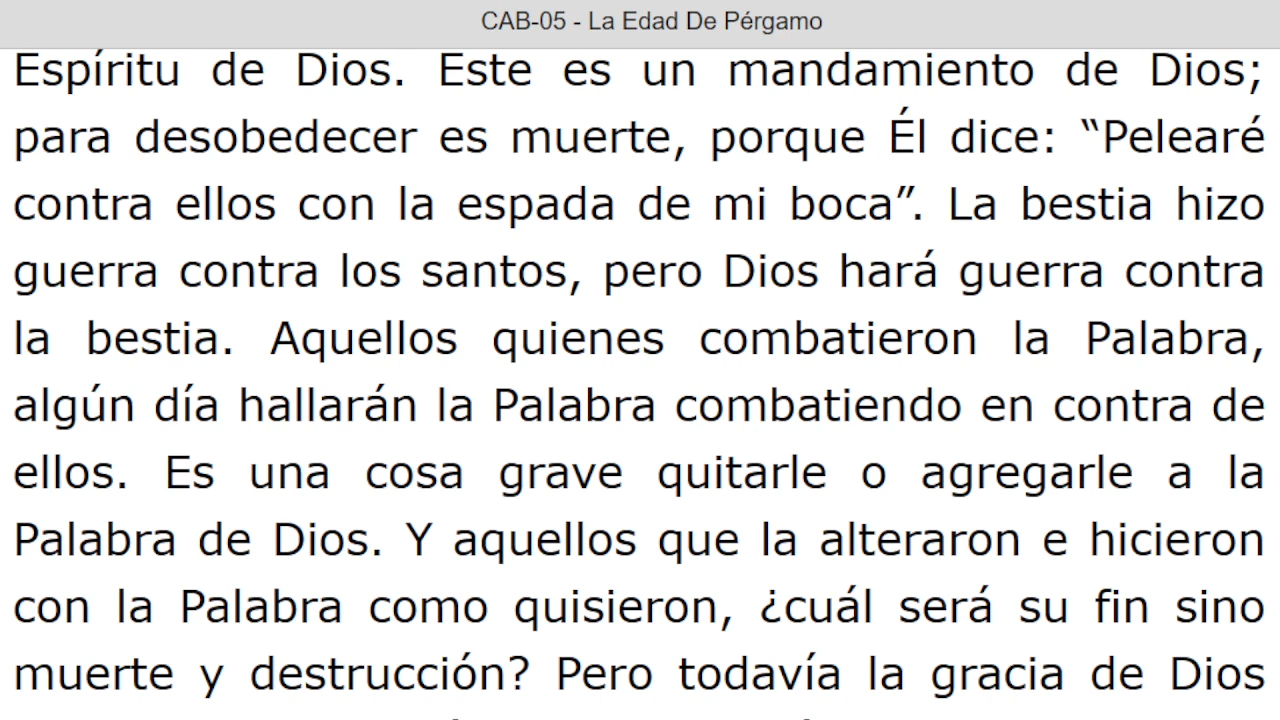 CAB-05 - La Edad De Pérgamo
Espíritu de Dios. Este es un mandamiento de Dios;
para desobedecer es muerte, porque Él dice: “Pelearé
contra ellos con la espada de mi boca”. La bestia hizo
guerra contra los santos, pero Dios hará guerra contra
la bestia. Aquellos quienes combatieron la Palabra,
algún día hallarán la Palabra combatiendo en contra de
ellos. Es una cosa grave quitarle o agregarle a la
Palabra de Dios. Y aquellos que la alteraron e hicieron
con la Palabra como quisieron, ¿cuál será su fin sino
muerte y destrucción? Pero todavía la gracia de Dios